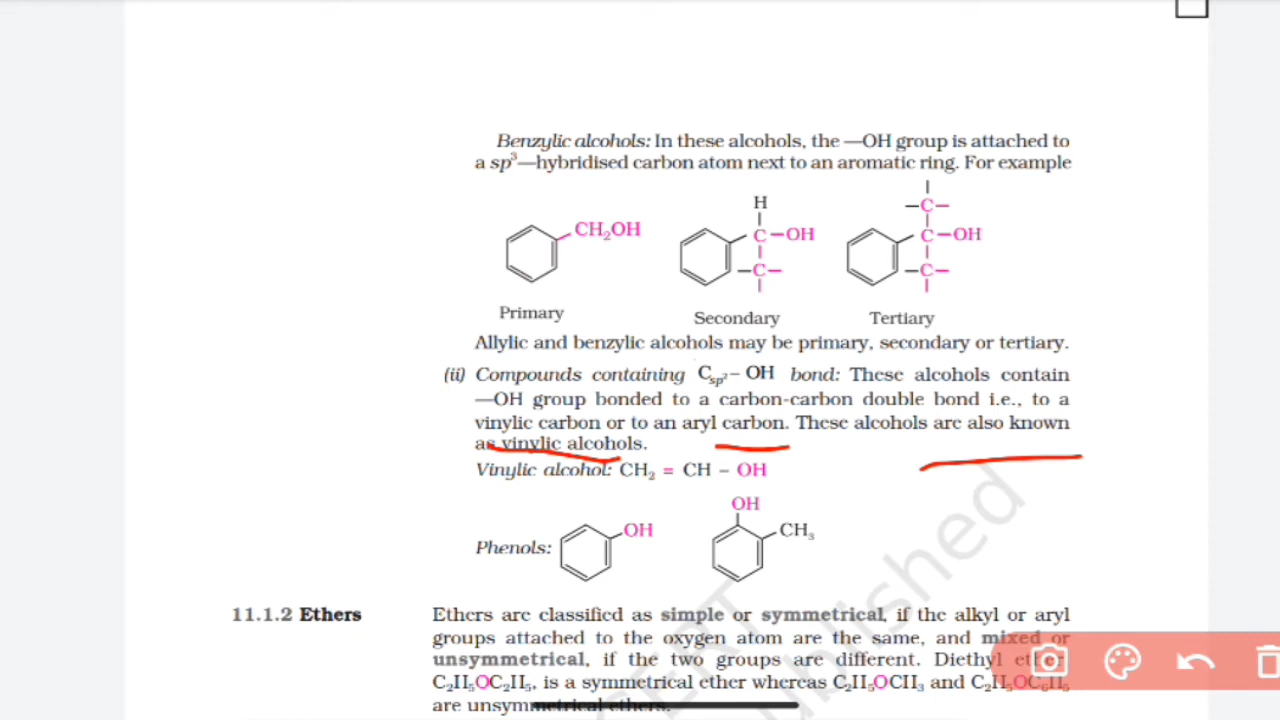 Benzylic alcohols: In these alcohols, the —OH group is attached to
a sp³—hybridised carbon atom next to an aromatic ring. For example
CH₂OH
H
C–OH
–C–
–C–
C–OH
–C–
Primary
Secondary
Tertiary
Allylic and benzylic alcohols may be primary, secondary or tertiary.
(ii) Compounds containing Csp²– OH bond: These alcohols contain
—OH group bonded to a carbon-carbon double bond i.e., to a
vinylic carbon or to an aryl carbon. These alcohols are also known
as vinylic alcohols.
Vinylic alcohol: CH₂ = CH – OH
Phenols:
OH
OH
CH₃
11.1.2 Ethers
Ethers are classified as simple or symmetrical, if the alkyl or aryl
groups attached to the oxygen atom are the same, and mixed or
unsymmetrical, if the two groups are different. Diethyl ether
C₂H₅OC₂H₅, is a symmetrical ether whereas C₂H₅OCH₃ and C₂H₅OC₆H₅
are unsymmetrical ethers.